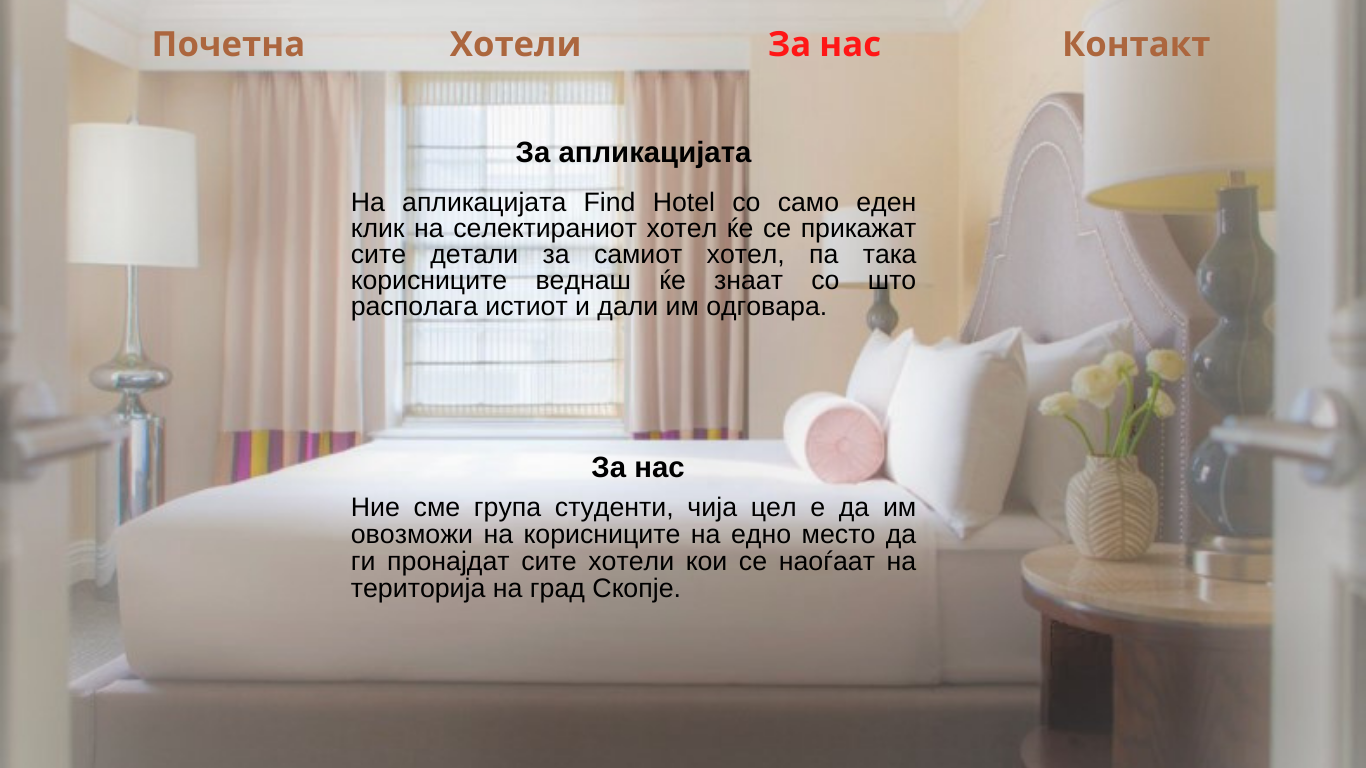 Почетна Хотели За нас Контакт
За апликацијата
На апликацијата Find Hotel со само еден
клик на селектираниот хотел ќе се прикажат
сите детали за самиот хотел, па така
корисниците веднаш ќе знаат со што
располага истиот и дали им одговара.
За нас
Ние сме група студенти, чија цел е да им
овозможи на корисниците на едно место да
ги пронајдат сите хотели кои се наоѓаат на
територија на град Скопје.